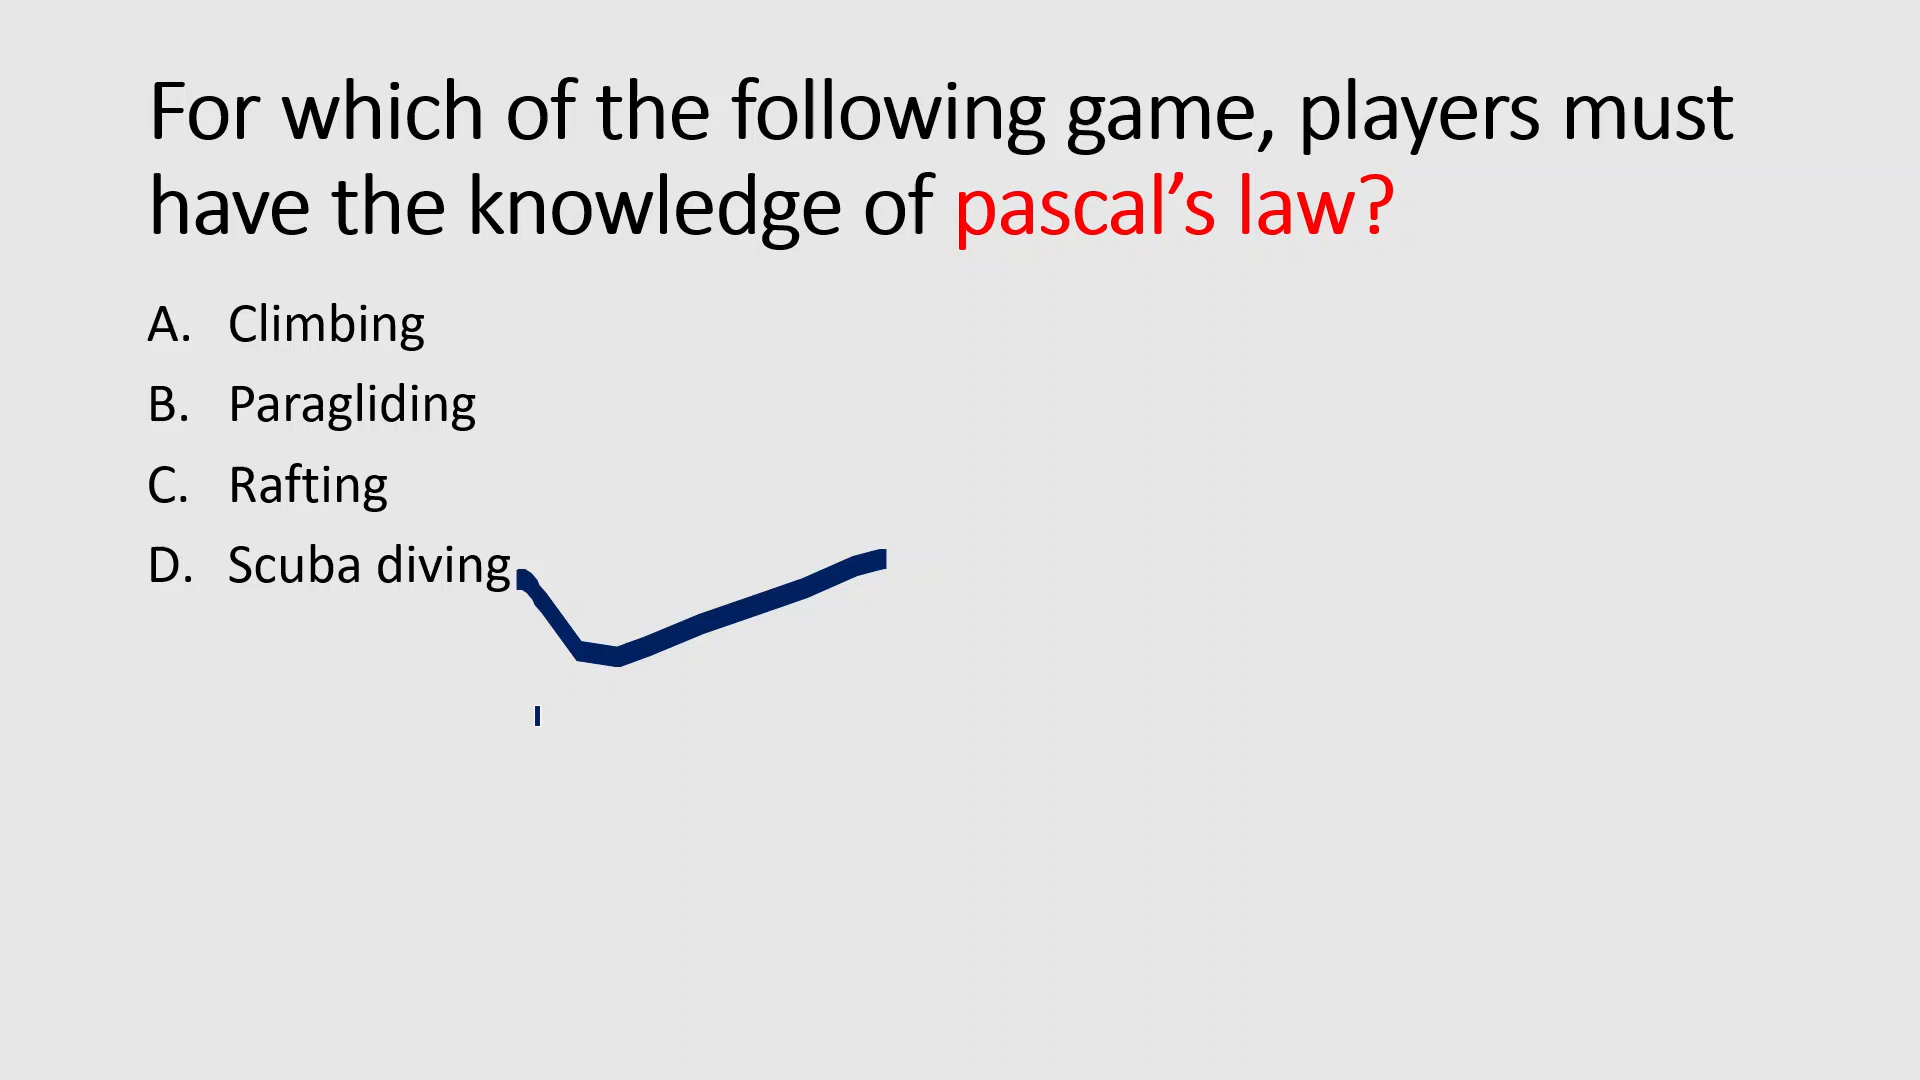 For which of the following game, players must
have the knowledge of pascal’s law?
A. Climbing
B. Paragliding
C. Rafting
D. Scuba diving